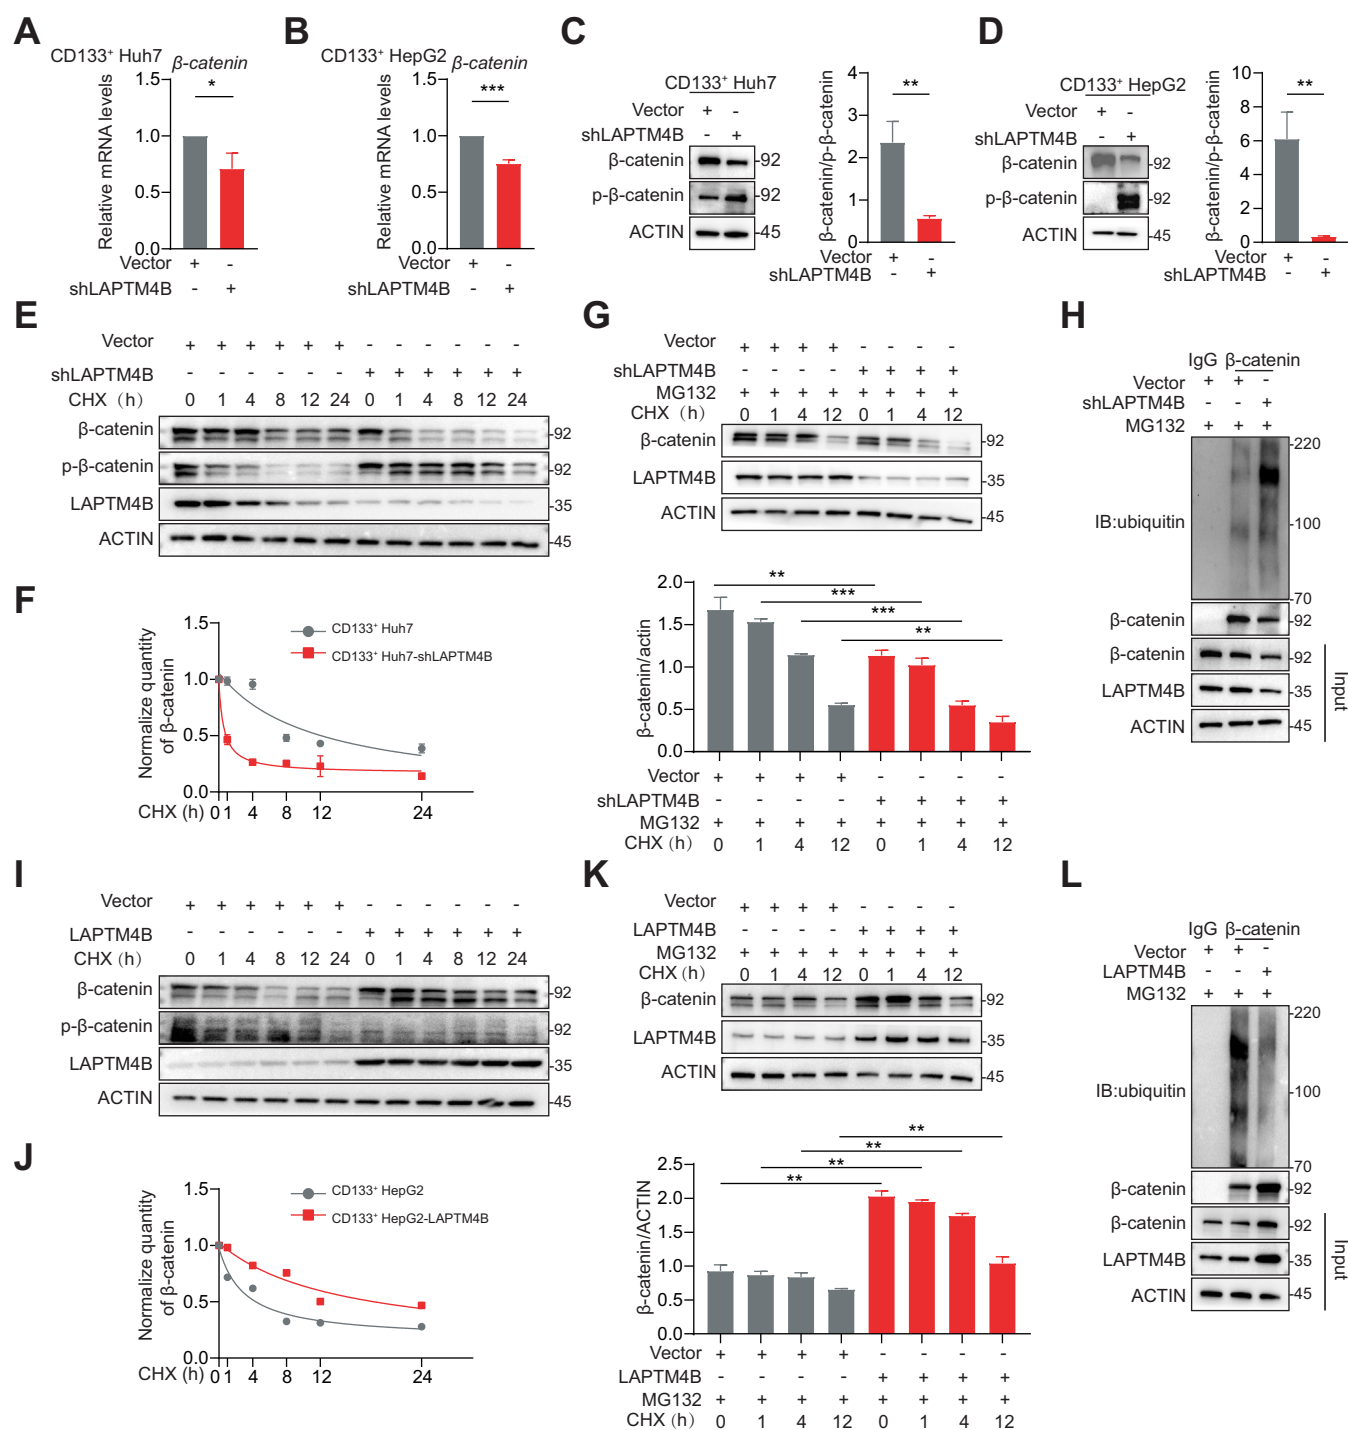 A
CD133⁺ Huh7 β-catenin
*
Relative mRNA levels
1.5
1.0
0.5
0.0
Vector + -
shLAPTM4B - +
B
CD133⁺ HepG2 β-catenin
***
Relative mRNA levels
1.5
1.0
0.5
0.0
Vector + -
shLAPTM4B - +
C
CD133⁺ Huh7
Vector + -
shLAPTM4B - +
β-catenin -92
p-β-catenin -92
ACTIN -45
**
β-catenin/p-β-catenin
4
3
2
1
0
Vector + -
shLAPTM4B - +
D
CD133⁺ HepG2
Vector + -
shLAPTM4B - +
β-catenin -92
p-β-catenin -92
ACTIN -45
**
β-catenin/p-β-catenin
10
8
6
4
2
0
Vector + -
shLAPTM4B - +
E
Vector + + + + + + - - - - - -
shLAPTM4B - - - - - - + + + + + +
CHX (h) 0 1 4 8 12 24 0 1 4 8 12 24
β-catenin -92
p-β-catenin -92
LAPTM4B -35
ACTIN -45
F
Normalize quantity
of β-catenin
1.5
1.0
0.5
0.0
CD133⁺ Huh7
CD133⁺ Huh7-shLAPTM4B
CHX (h) 0 1 4 8 12 24
G
Vector + + + + - - - -
shLAPTM4B - - - - + + + +
MG132 + + + + + + + +
CHX (h) 0 1 4 12 0 1 4 12
β-catenin -92
LAPTM4B -35
ACTIN -45
**
***
***
**
β-catenin/actin
2.0
1.5
1.0
0.5
0.0
Vector + + + + - - - -
shLAPTM4B - - - - + + + +
MG132 + + + + + + + +
CHX (h) 0 1 4 12 0 1 4 12
H
IgG β-catenin
Vector + + -
shLAPTM4B - - +
MG132 + + +
IB:ubiquitin
-220
-100
-70
β-catenin -92
β-catenin -92
LAPTM4B -35
ACTIN -45
Input
I
Vector + + + + + + - - - - - -
LAPTM4B - - - - - - + + + + + +
CHX (h) 0 1 4 8 12 24 0 1 4 8 12 24
β-catenin -92
p-β-catenin -92
LAPTM4B -35
ACTIN -45
J
Normalize quantity
of β-catenin
1.5
1.0
0.5
0.0
CD133⁺ HepG2
CD133⁺ HepG2-LAPTM4B
CHX (h) 0 1 4 8 12 24
K
Vector + + + + - - - -
LAPTM4B - - - - + + + +
MG132 + + + + + + + +
CHX (h) 0 1 4 12 0 1 4 12
β-catenin -92
LAPTM4B -35
ACTIN -45
**
**
**
**
β-catenin/ACTIN
2.5
2.0
1.5
1.0
0.5
0.0
Vector + + + + - - - -
LAPTM4B - - - - + + + +
MG132 + + + + + + + +
CHX (h) 0 1 4 12 0 1 4 12
L
IgG β-catenin
Vector + + -
LAPTM4B - - +
MG132 + + +
IB:ubiquitin
-220
-100
-70
β-catenin -92
β-catenin -92
LAPTM4B -35
ACTIN -45
Input